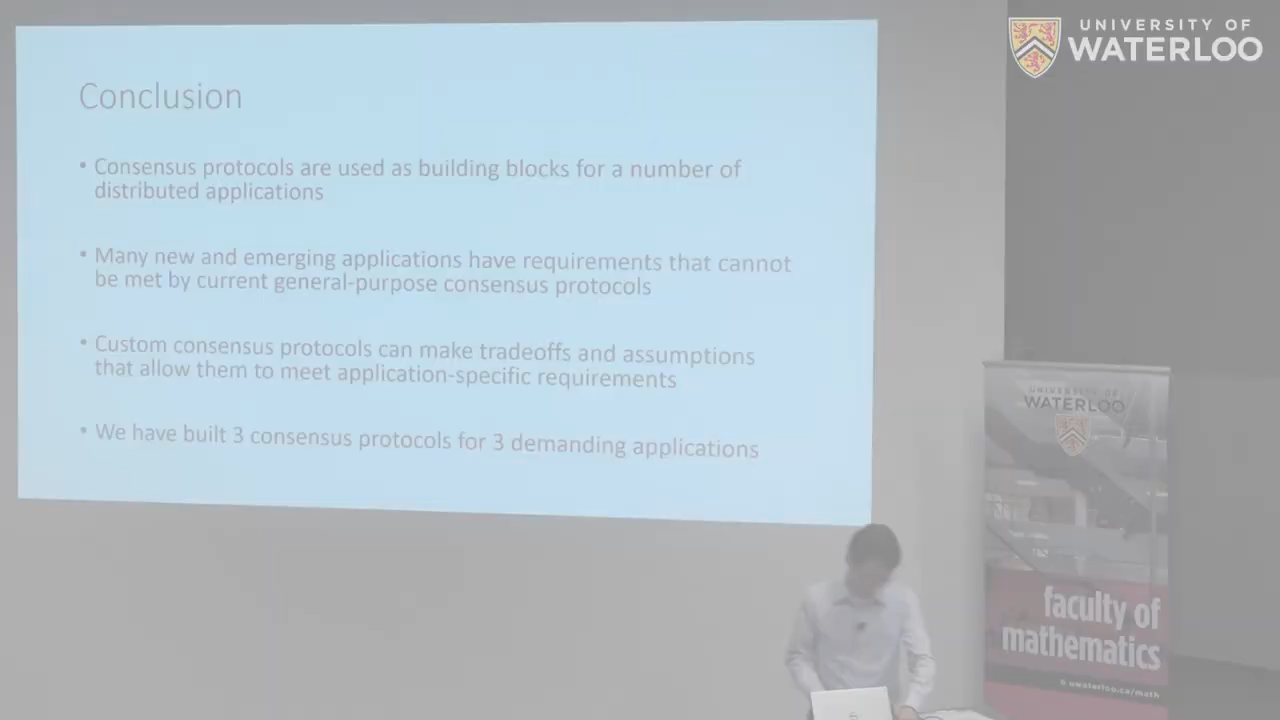 UNIVERSITY OF
WATERLOO
Conclusion
• Consensus protocols are used as building blocks for a number of
distributed applications
• Many new and emerging applications have requirements that cannot
be met by current general-purpose consensus protocols
• Custom consensus protocols can make tradeoffs and assumptions
that allow them to meet application-specific requirements
• We have built 3 consensus protocols for 3 demanding applications
UNIVERSITY OF
WATERLOO
faculty of
mathematics
uwaterloo.ca/math